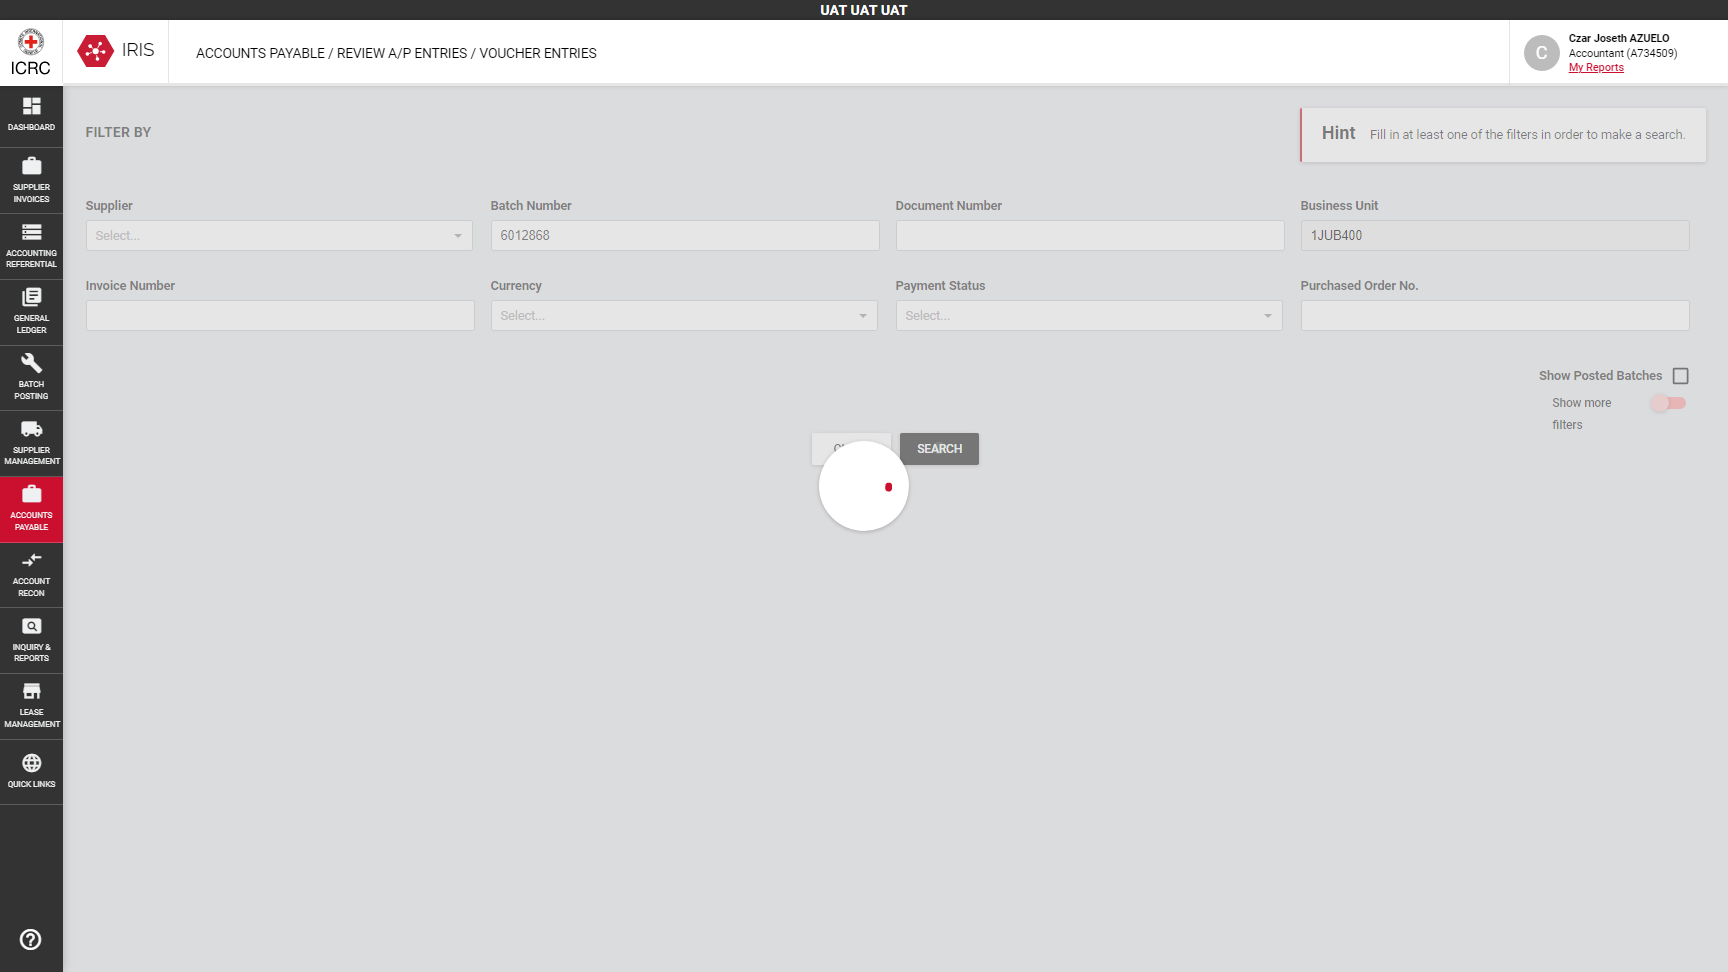 UAT UAT UAT
ICRC
IRIS
ACCOUNTS PAYABLE / REVIEW A/P ENTRIES / VOUCHER ENTRIES
C
Czar Joseth AZUELO
Accountant (A734509)
My Reports
DASHBOARD
SUPPLIER
INVOICES
ACCOUNTING
REFERENTIAL
GENERAL
LEDGER
BATCH
POSTING
SUPPLIER
MANAGEMENT
ACCOUNTS
PAYABLE
ACCOUNT
RECON
INQUIRY &
REPORTS
LEASE
MANAGEMENT
QUICK LINKS
FILTER BY
Hint Fill in at least one of the filters in order to make a search.
Supplier
Select...
Batch Number
6012868
Document Number
Business Unit
1JUB400
Invoice Number
Currency
Select...
Payment Status
Select...
Purchased Order No.
Show Posted Batches
Show more
filters
SEARCH